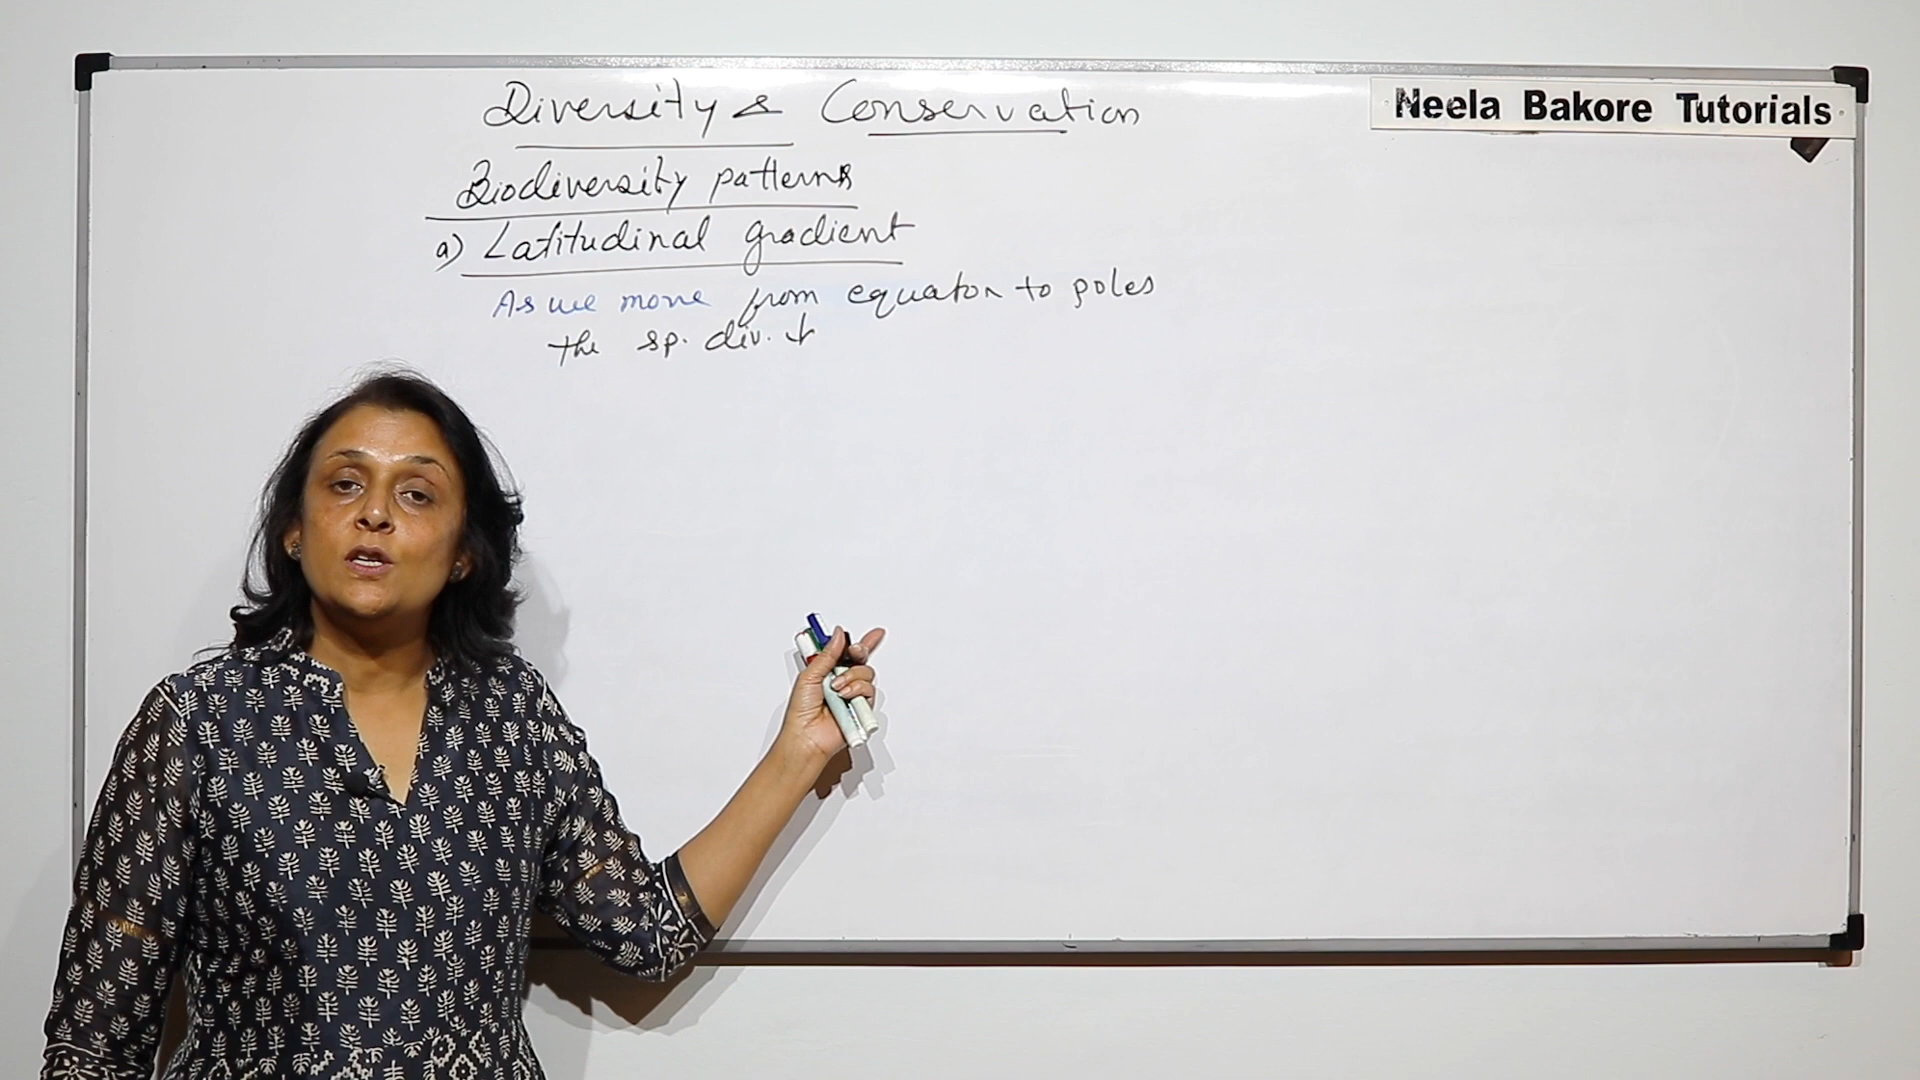 Diversity & Conservation
Neela Bakore Tutorials
Biodiversity patterns
a) Latitudinal gradient
As we move from equator to poles
the sp. div. ↓